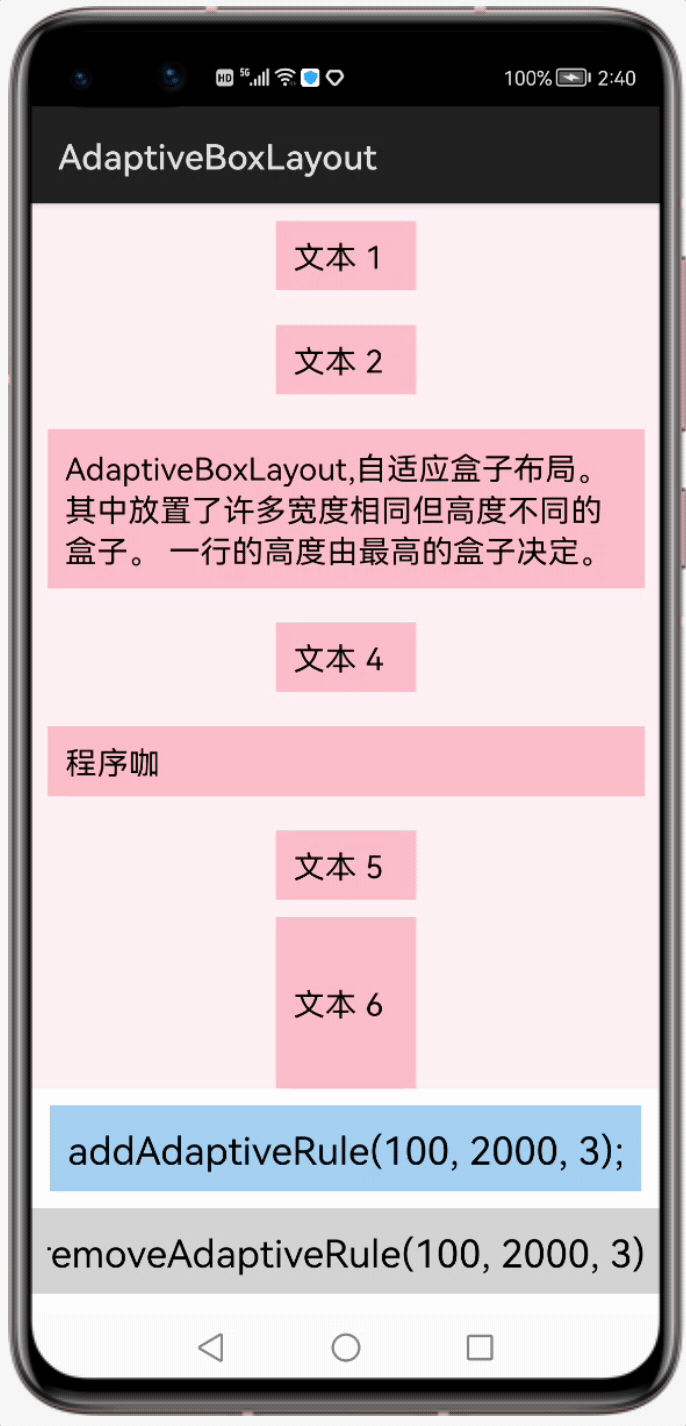 HD 5G 100% 2:40
AdaptiveBoxLayout
文本 1
文本 2
AdaptiveBoxLayout,自适应盒子布局。
其中放置了许多宽度相同但高度不同的
盒子。 一行的高度由最高的盒子决定。
文本 4
程序咖
文本 5
文本 6
addAdaptiveRule(100, 2000, 3);
removeAdaptiveRule(100, 2000, 3)